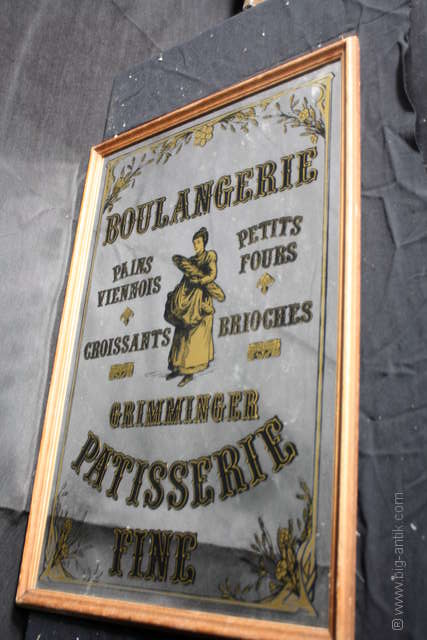 BOULANGERIE
PAINS
VIENNOIS
PETITS
FOURS
CROISSANTS
BRIOCHES
GRIMMINGER
PATISSERIE
FINE
® www.big-antik.com